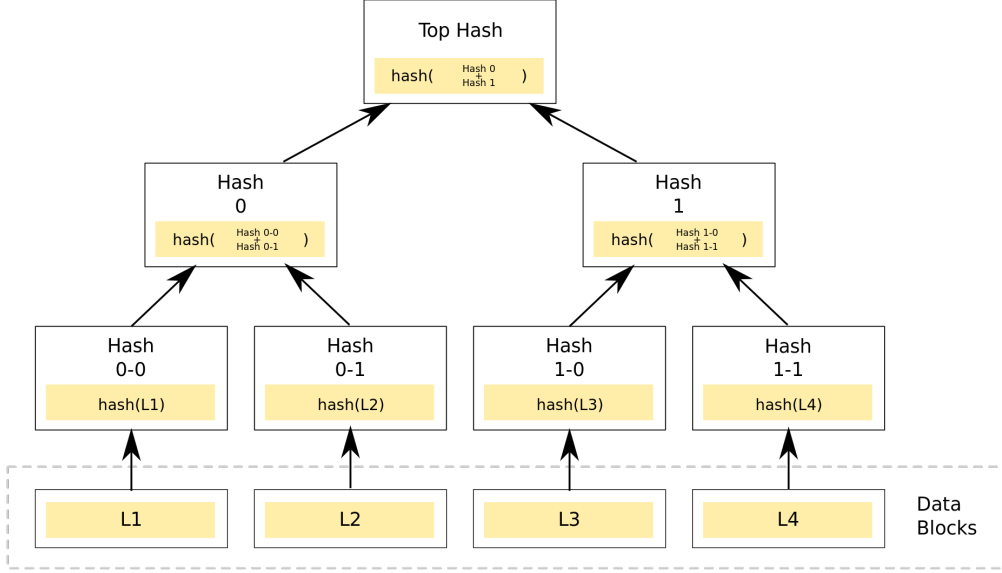 Top Hash
hash( Hash 0 + Hash 1 )
Hash
0
hash( Hash 0-0 + Hash 0-1 )
Hash
1
hash( Hash 1-0 + Hash 1-1 )
Hash
0-0
hash(L1)
Hash
0-1
hash(L2)
Hash
1-0
hash(L3)
Hash
1-1
hash(L4)
L1
L2
L3
L4
Data
Blocks